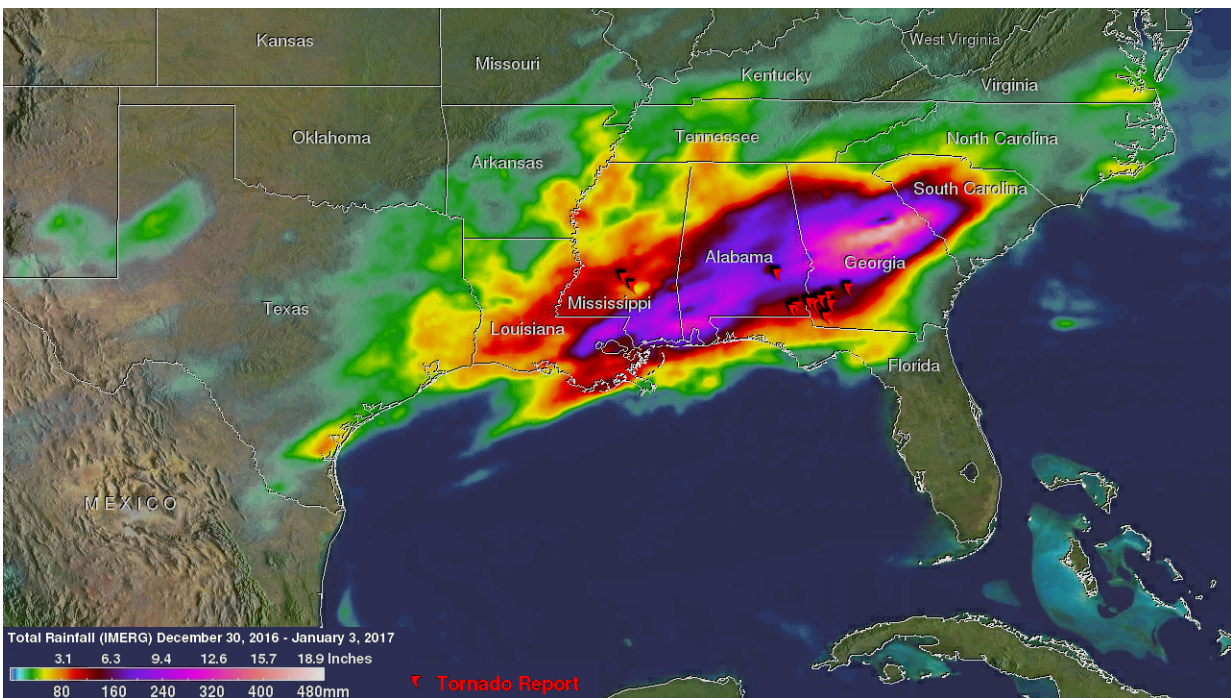 Kansas
West Virginia
Missouri
Kentucky
Virginia
Oklahoma
Tennessee
North Carolina
Arkansas
South Carolina
Alabama
Georgia
Texas
Mississippi
Louisiana
Florida
MEXICO
Total Rainfall (IMERG) December 30, 2016 - January 3, 2017
3.1 6.3 9.4 12.6 15.7 18.9 Inches
80 160 240 320 400 480mm
Tornado Report